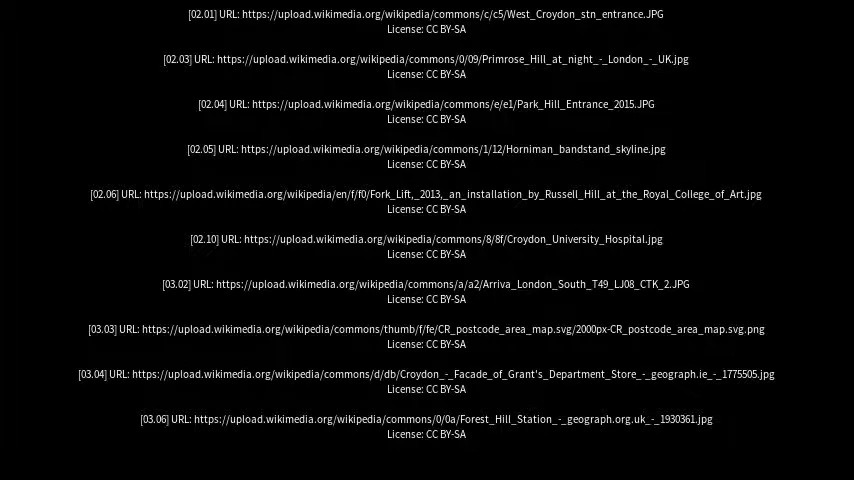 [02.01] URL: https://upload.wikimedia.org/wikipedia/commons/c/c5/West_Croydon_stn_entrance.JPG
License: CC BY-SA
[02.03] URL: https://upload.wikimedia.org/wikipedia/commons/0/09/Primrose_Hill_at_night_-_London_-_UK.jpg
License: CC BY-SA
[02.04] URL: https://upload.wikimedia.org/wikipedia/commons/e/e1/Park_Hill_Entrance_2015.JPG
License: CC BY-SA
[02.05] URL: https://upload.wikimedia.org/wikipedia/commons/1/12/Horniman_bandstand_skyline.jpg
License: CC BY-SA
[02.06] URL: https://upload.wikimedia.org/wikipedia/en/f/f0/Fork_Lift,_2013,_an_installation_by_Russell_Hill_at_the_Royal_College_of_Art.jpg
License: CC BY-SA
[02.10] URL: https://upload.wikimedia.org/wikipedia/commons/8/8f/Croydon_University_Hospital.jpg
License: CC BY-SA
[03.02] URL: https://upload.wikimedia.org/wikipedia/commons/a/a2/Arriva_London_South_T49_LJ08_CTK_2.JPG
License: CC BY-SA
[03.03] URL: https://upload.wikimedia.org/wikipedia/commons/thumb/f/fe/CR_postcode_area_map.svg/2000px-CR_postcode_area_map.svg.png
License: CC BY-SA
[03.04] URL: https://upload.wikimedia.org/wikipedia/commons/d/db/Croydon_-_Facade_of_Grant's_Department_Store_-_geograph.ie_-_1775505.jpg
License: CC BY-SA
[03.06] URL: https://upload.wikimedia.org/wikipedia/commons/0/0a/Forest_Hill_Station_-_geograph.org.uk_-_1930361.jpg
License: CC BY-SA